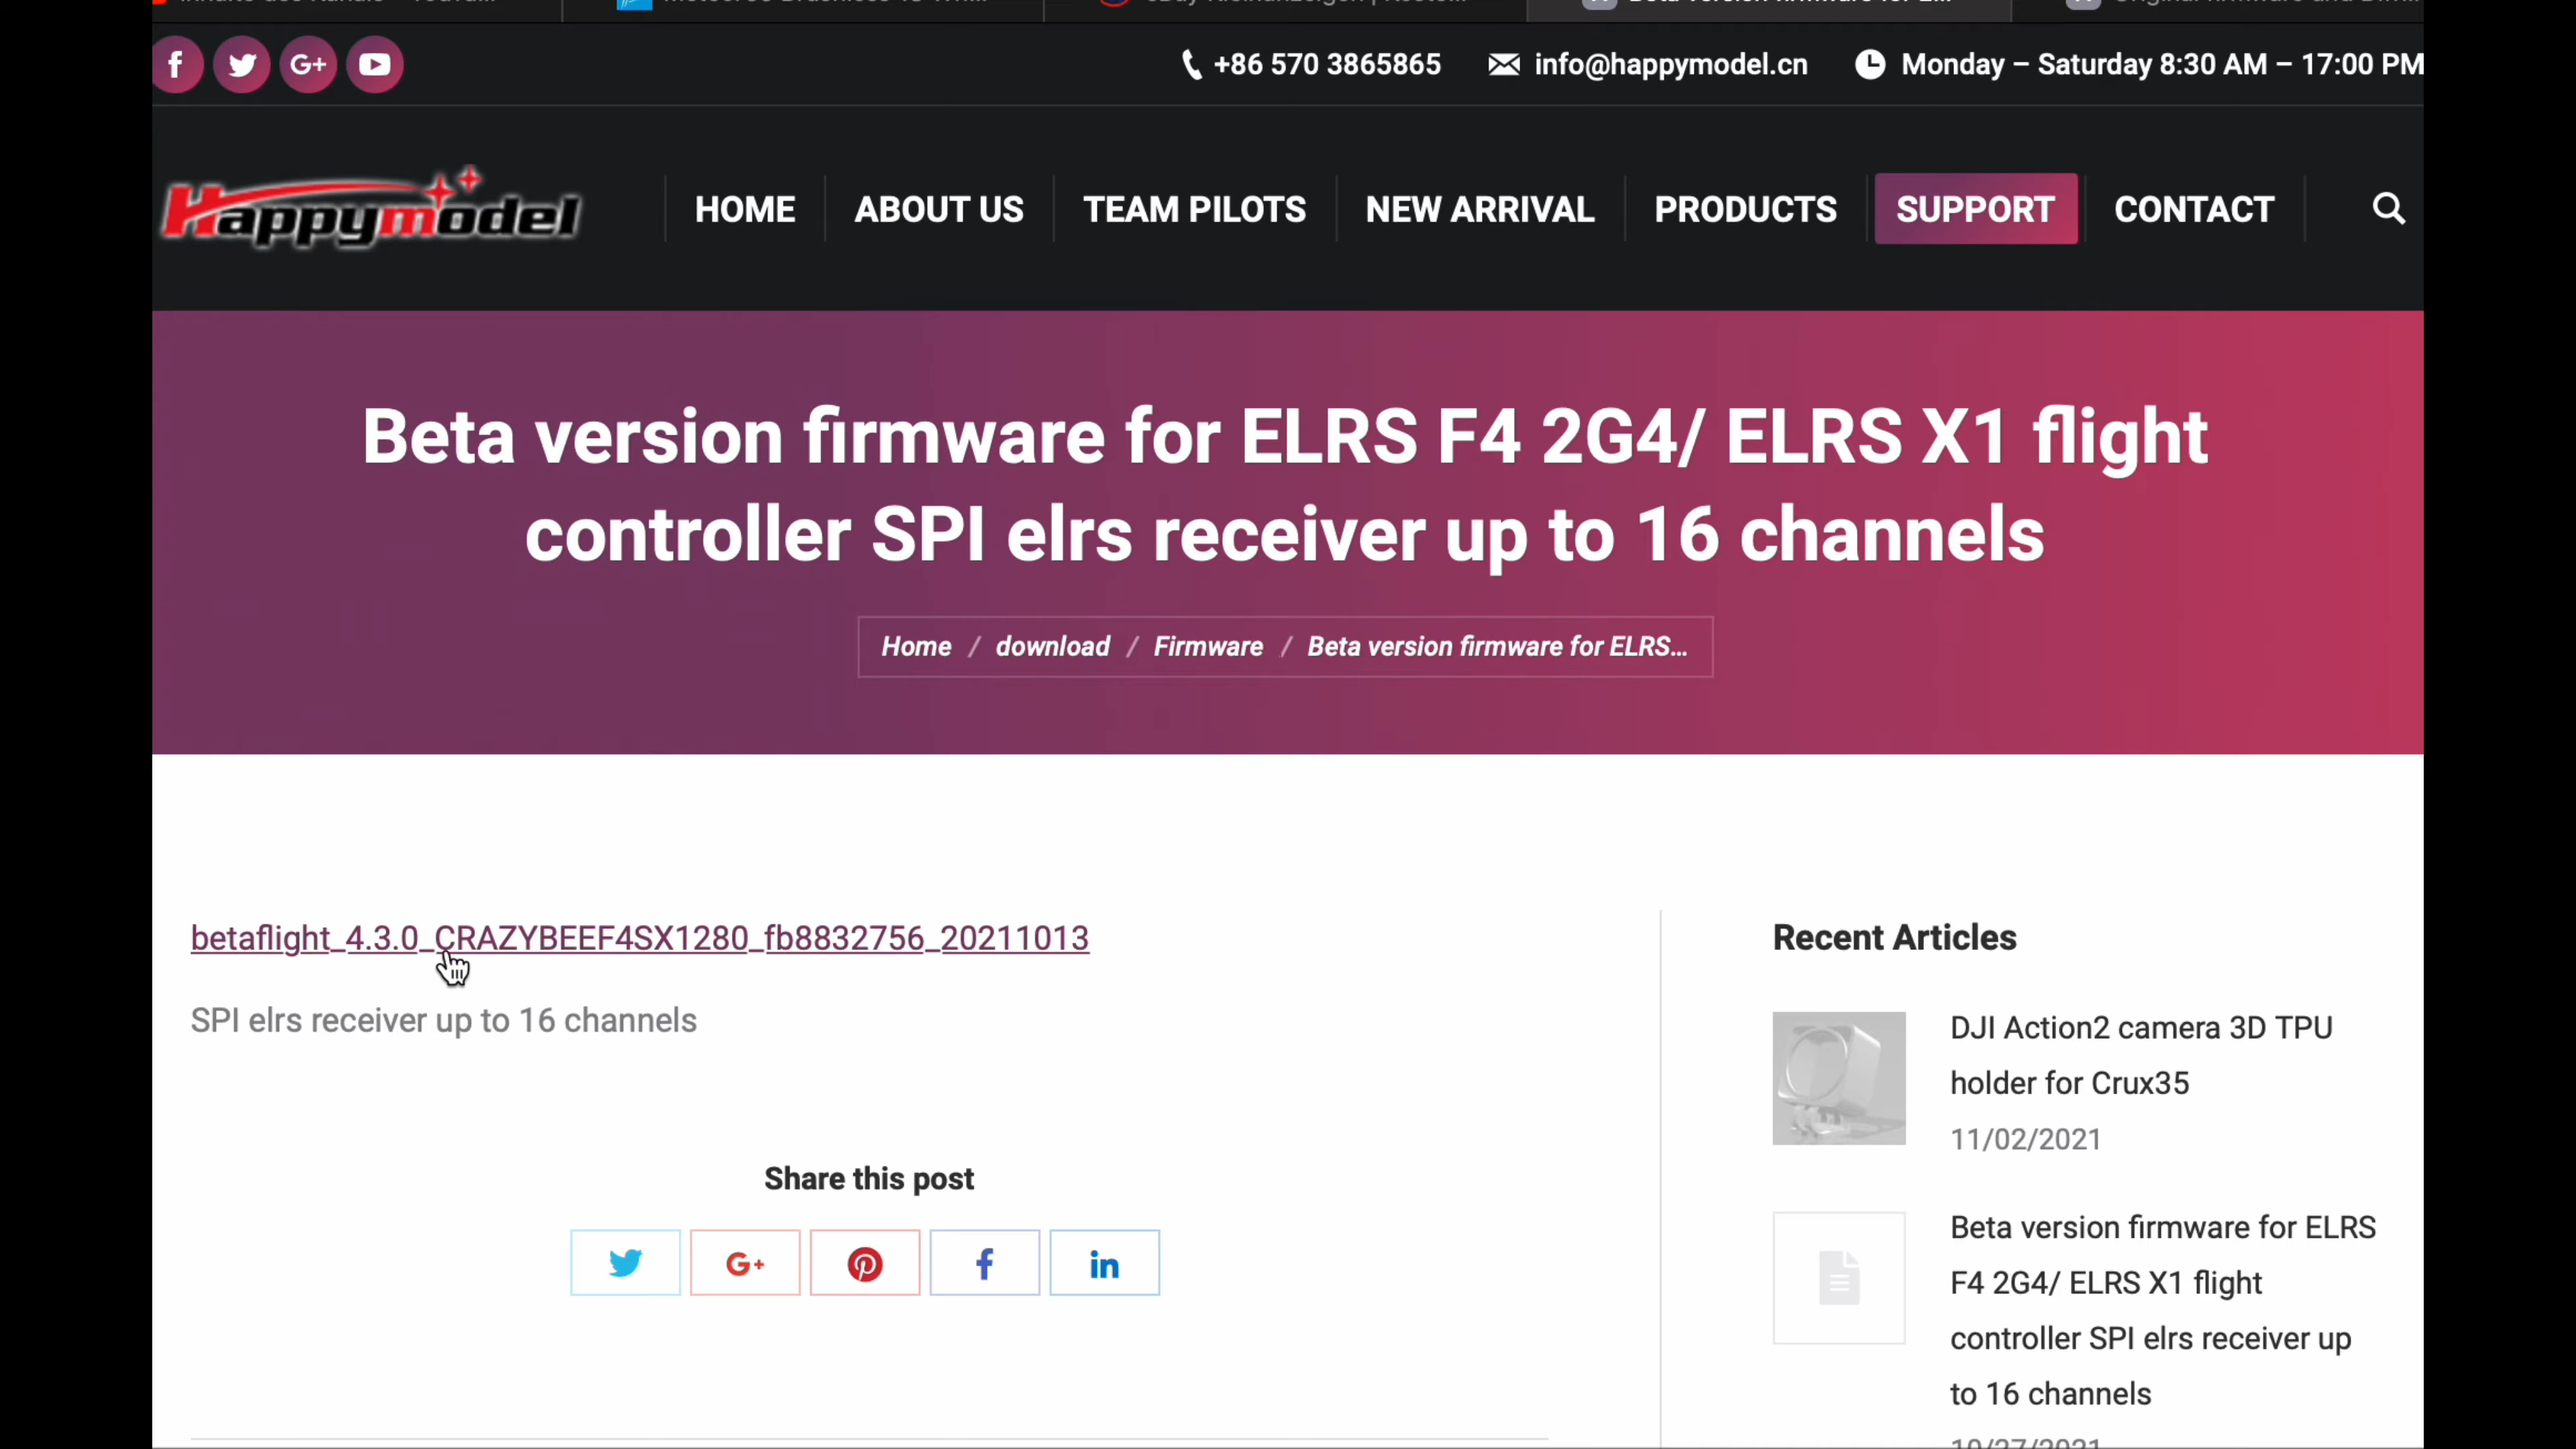 +86 570 3865865 info@happymodel.cn Monday – Saturday 8:30 AM – 17:00 PM
Happymodel HOME ABOUT US TEAM PILOTS NEW ARRIVAL PRODUCTS SUPPORT CONTACT
Beta version firmware for ELRS F4 2G4/ ELRS X1 flight
controller SPI elrs receiver up to 16 channels
Home / download / Firmware / Beta version firmware for ELRS...
betaflight_4.3.0_CRAZYBEEF4SX1280_fb8832756_20211013
SPI elrs receiver up to 16 channels
Share this post
Recent Articles
DJI Action2 camera 3D TPU
holder for Crux35
11/02/2021
Beta version firmware for ELRS
F4 2G4/ ELRS X1 flight
controller SPI elrs receiver up
to 16 channels
10/27/2021